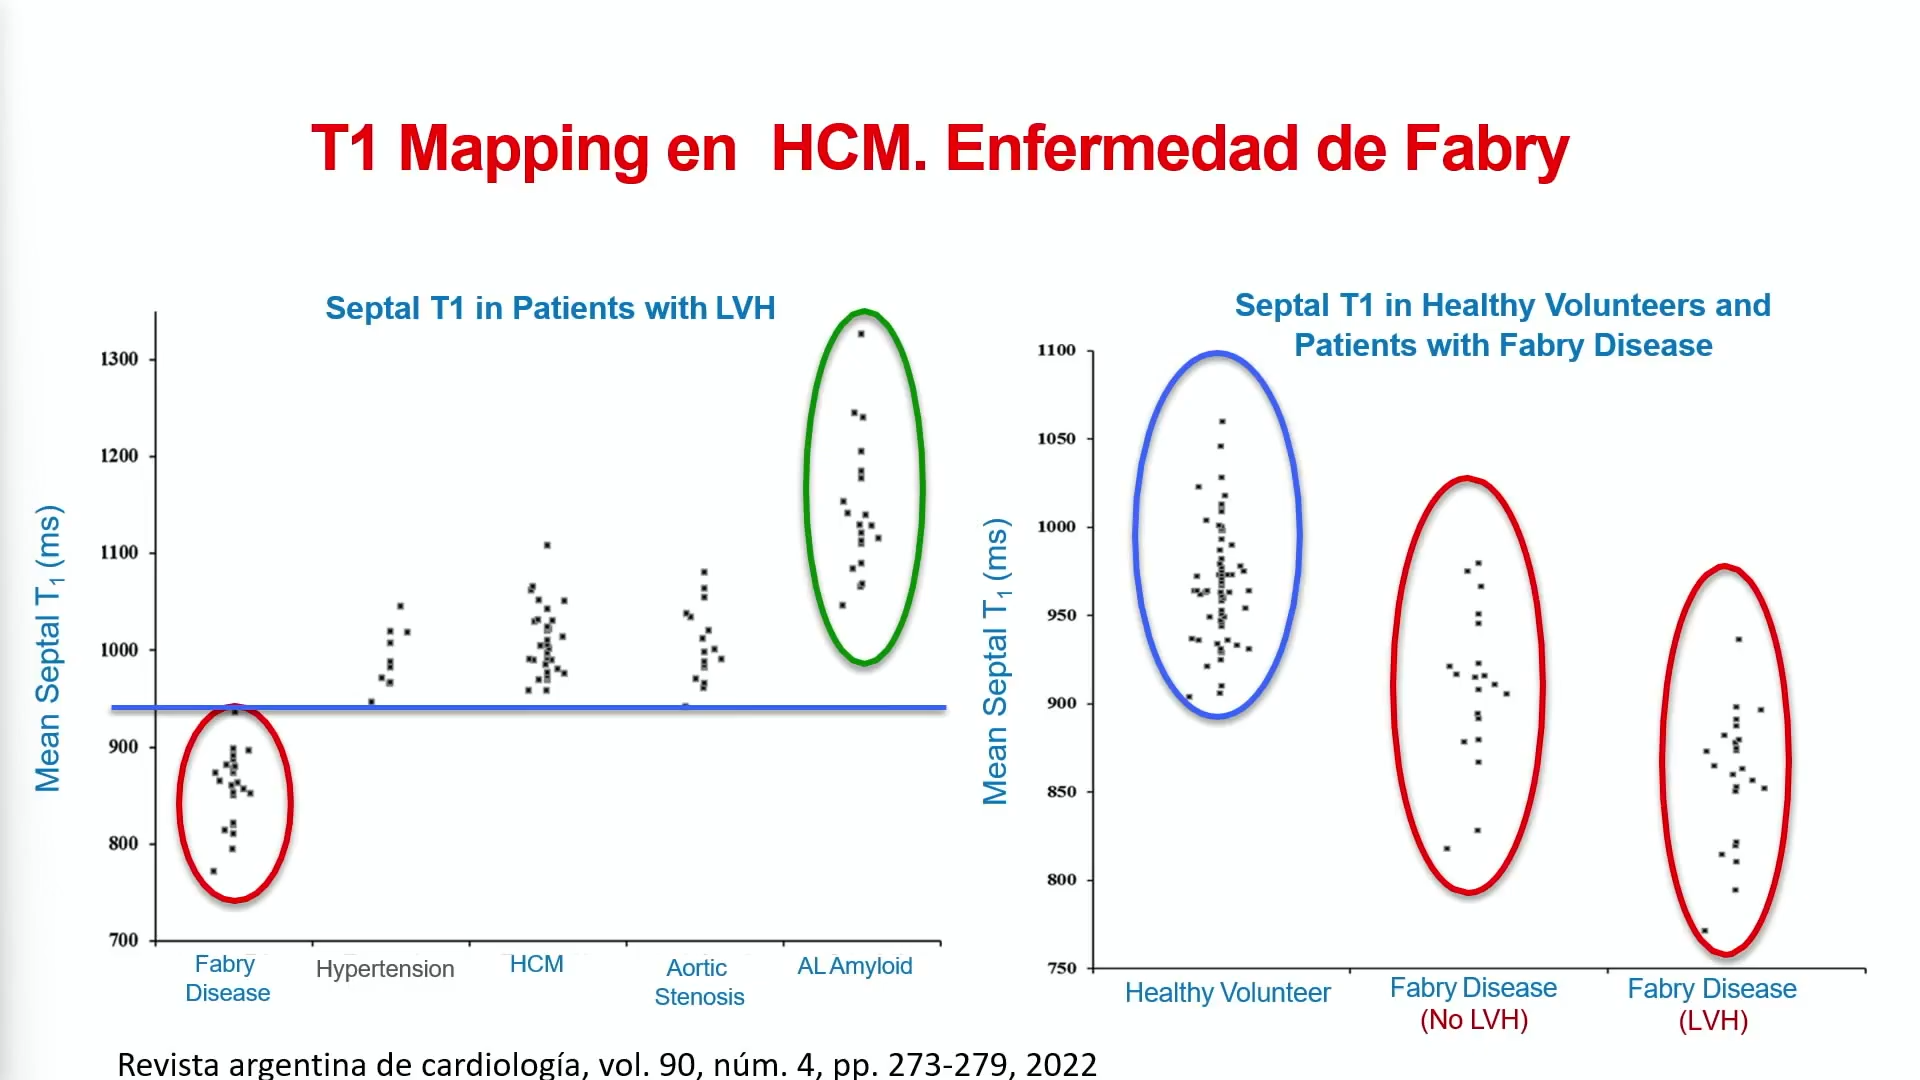 T1 Mapping en HCM. Enfermedad de Fabry
Septal T1 in Patients with LVH
Mean Septal T1 (ms)
1300
1200
1100
1000
900
800
700
Fabry
Disease
Hypertension
HCM
Aortic
Stenosis
AL Amyloid
Septal T1 in Healthy Volunteers and
Patients with Fabry Disease
Mean Septal T1 (ms)
1100
1050
1000
950
900
850
800
750
Healthy Volunteer
Fabry Disease
(No LVH)
Fabry Disease
(LVH)
Revista argentina de cardiología, vol. 90, núm. 4, pp. 273-279, 2022